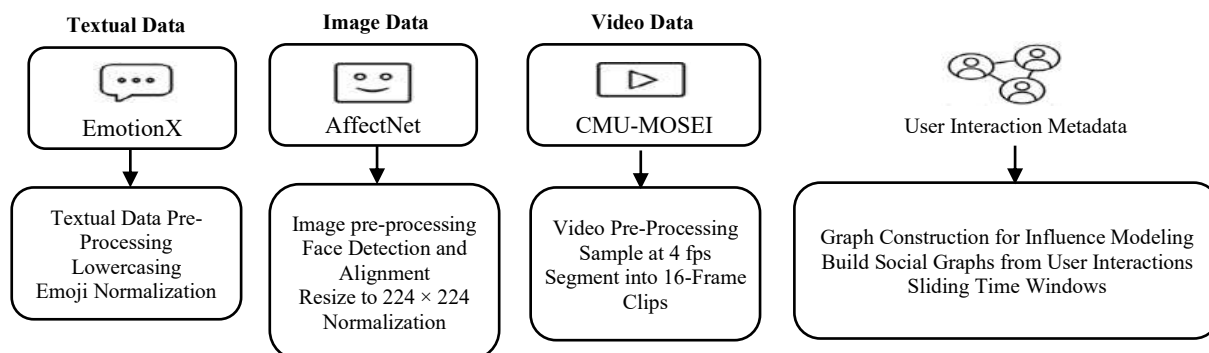 Textual Data
Image Data
Video Data
EmotionX
AffectNet
CMU-MOSEI
User Interaction Metadata
Textual Data Pre-
Processing
Lowercasing
Emoji Normalization
Image pre-processing
Face Detection and
Alignment
Resize to 224 × 224
Normalization
Video Pre-Processing
Sample at 4 fps
Segment into 16-Frame
Clips
Graph Construction for Influence Modeling
Build Social Graphs from User Interactions
Sliding Time Windows